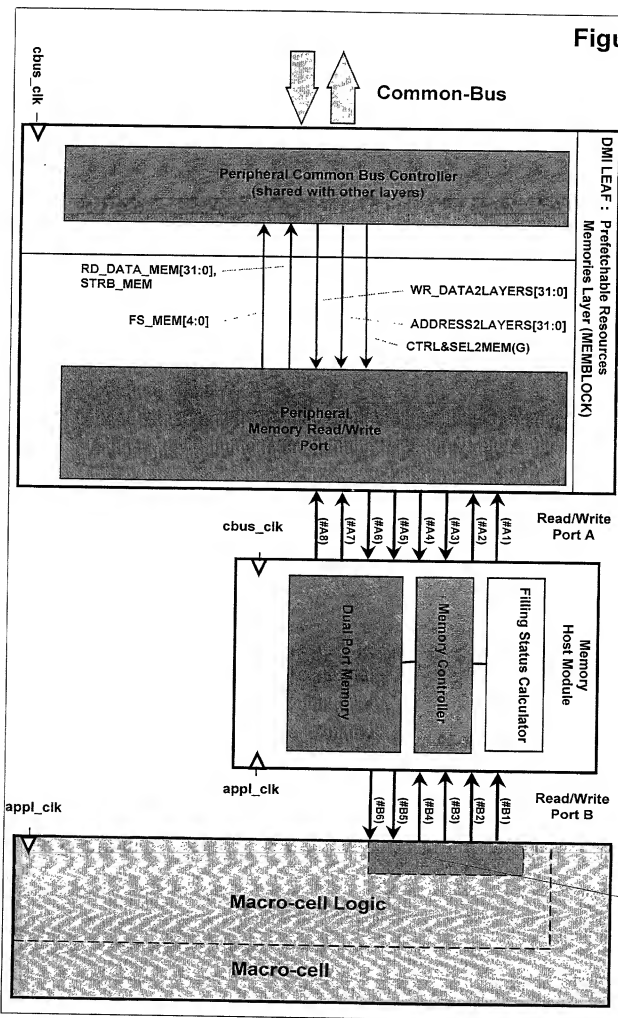 Figu
cbus_clk
Common-Bus
DMI LEAF : Prefetchable Resources
Memories Layer (MEMBLOCK)
Peripheral Common Bus Controller
(shared with other layers)
RD_DATA_MEM[31:0],
STRB_MEM
WR_DATA2LAYERS[31:0]
FS_MEM[4:0]
ADDRESS2LAYERS[31:0]
CTRL&SEL2MEM(G)
Peripheral
Memory Read/Write
Port
cbus_clk
(#A8)
(#A7)
(#A6)
(#A5)
(#A4)
(#A3)
(#A2)
(#A1)
Read/Write
Port A
Dual Port Memory
Memory Controller
Filling Status Calculator
Memory
Host Module
appl_clk
appl_clk
(#B6)
(#B5)
(#B4)
(#B3)
(#B2)
(#B1)
Read/Write
Port B
Macro-cell Logic
Macro-cell